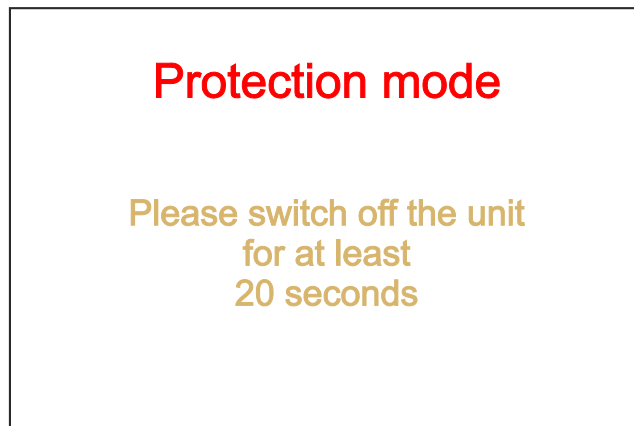 Protection mode
Please switch off the unit
for at least
20 seconds